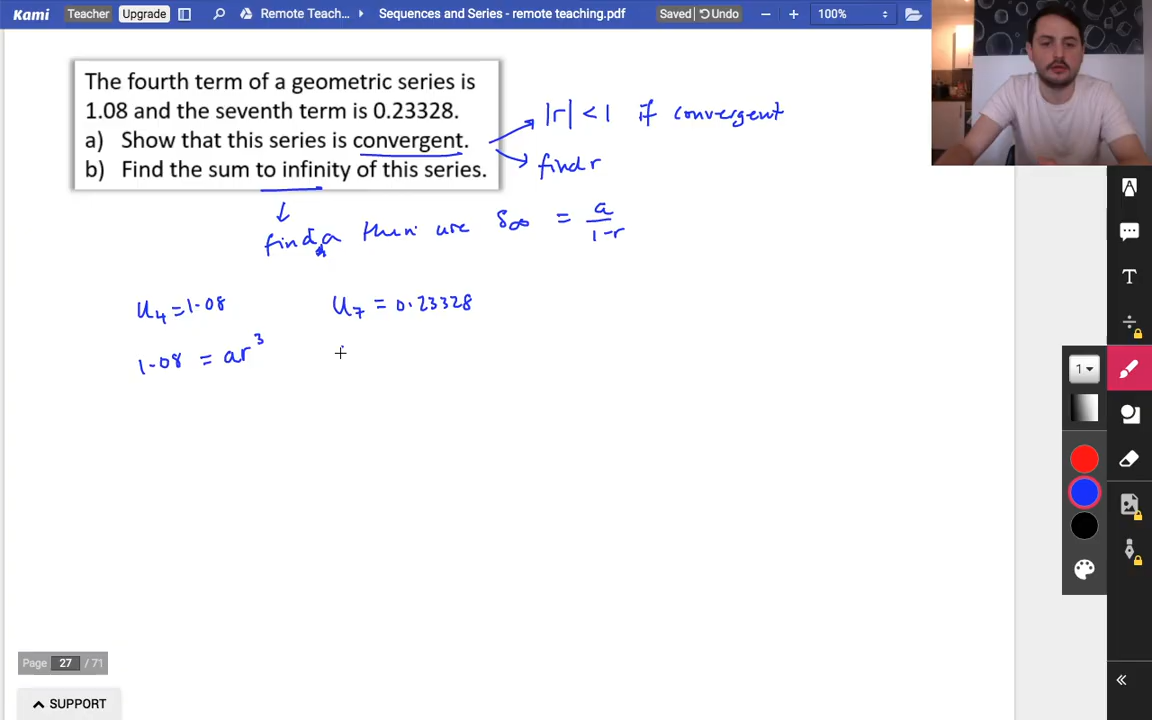 Kami Teacher Upgrade Remote Teach... Sequences and Series - remote teaching.pdf Saved Undo 100%
The fourth term of a geometric series is
1.08 and the seventh term is 0.23328.
a) Show that this series is convergent.
b) Find the sum to infinity of this series.
|r| < 1 if convergent
find r
find a then use S∞ = a/1-r
U4 = 1.08 U7 = 0.23328
1.08 = ar³
1
Page 27 / 71
SUPPORT